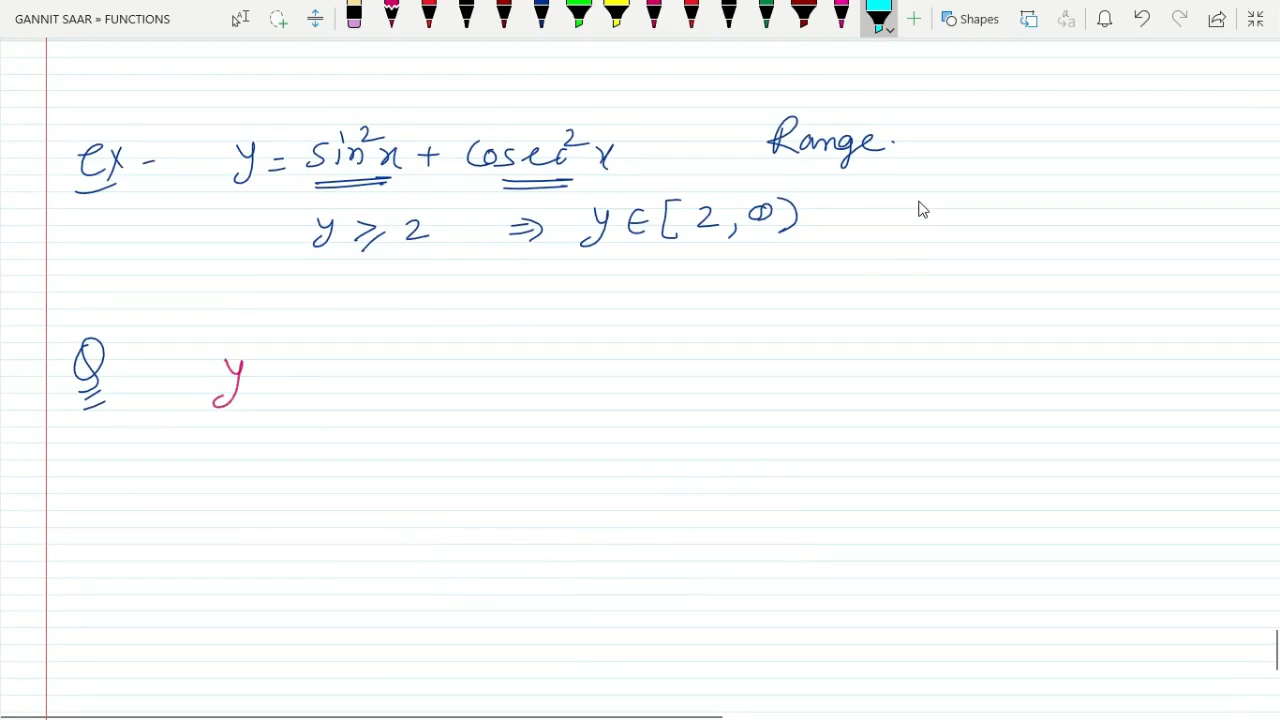 GANNIT SAAR » FUNCTIONS
Shapes
ex - y = sin²x + cosec²x Range.
y ⩾ 2 ⇒ y ∈ [2, ∞)
Q y